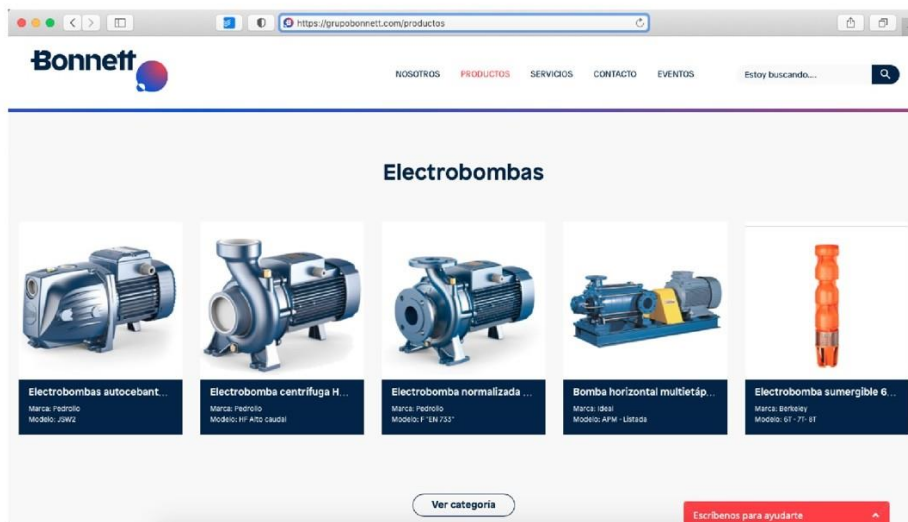 https://grupobonnett.com/productos
Bonnett
NOSOTROS PRODUCTOS SERVICIOS CONTACTO EVENTOS Estoy buscando....
Electrobombas
Electrobombas autocebant...
Marca: Pedrollo
Modelo: JSW2
Electrobomba centrífuga H...
Marca: Pedrollo
Modelo: HF Alto caudal
Electrobomba normalizada ...
Marca: Pedrollo
Modelo: F "EN 733"
Bomba horizontal multietáp...
Marca: Ideal
Modelo: APM - Listada
Electrobomba sumergible 6...
Marca: Berkeley
Modelo: 6T - 7T- 8T
Ver categoría
Escríbenos para ayudarte